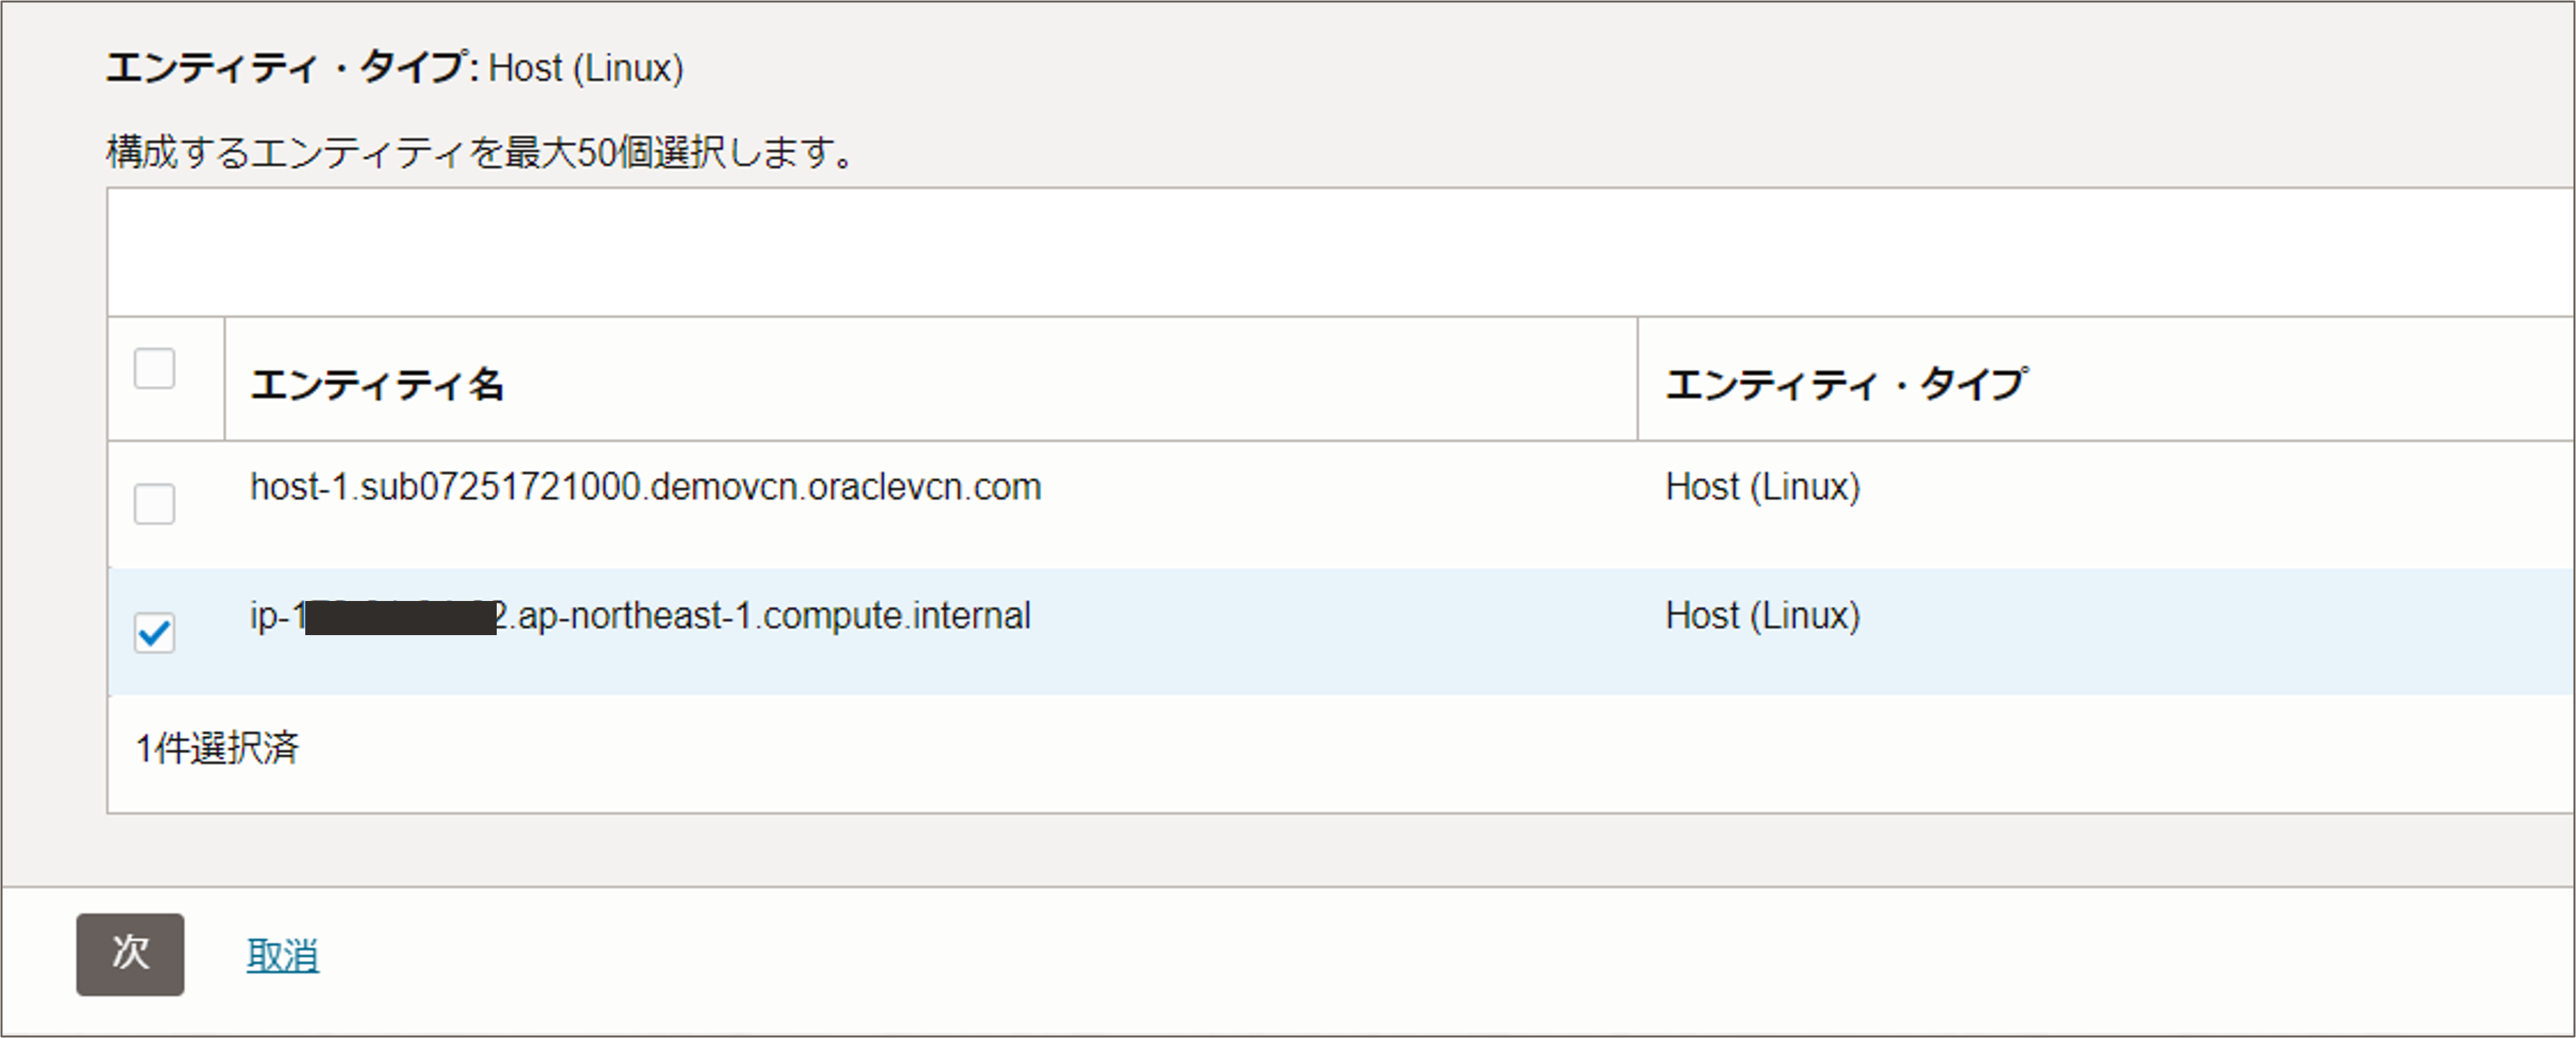 エンティティ・タイプ: Host (Linux)
構成するエンティティを最大50個選択します。
エンティティ名 エンティティ・タイプ
host-1.sub07251721000.demovcn.oraclevcn.com Host (Linux)
ip-1 2.ap-northeast-1.compute.internal Host (Linux)
1件選択済
次 取消